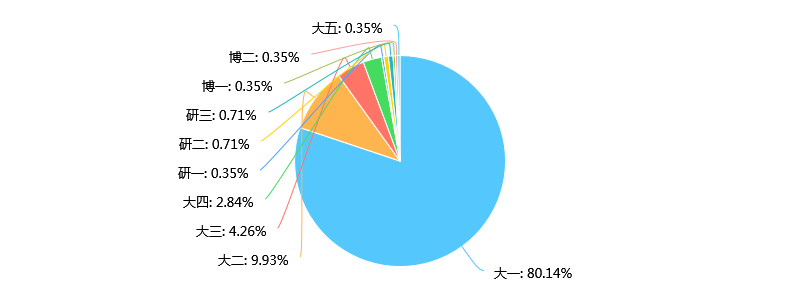 大五: 0.35%
博二: 0.35%
博一: 0.35%
研三: 0.71%
研二: 0.71%
研一: 0.35%
大四: 2.84%
大三: 4.26%
大二: 9.93%
大一: 80.14%